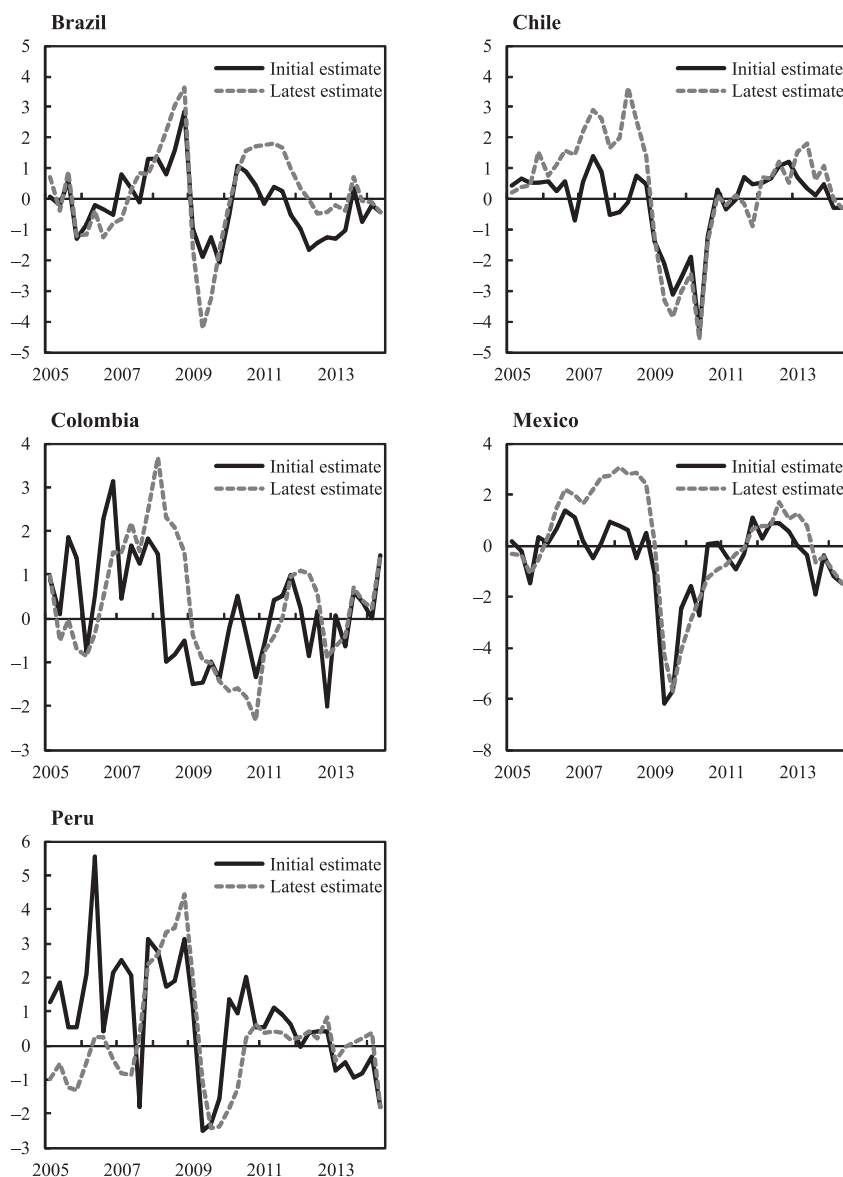 Brazil
5
4
3
2
1
0
–1
–2
–3
–4
–5
Initial estimate
Latest estimate
2005 2007 2009 2011 2013
Chile
5
4
3
2
1
0
–1
–2
–3
–4
–5
Initial estimate
Latest estimate
2005 2007 2009 2011 2013
Colombia
4
3
2
1
0
–1
–2
–3
Initial estimate
Latest estimate
2005 2007 2009 2011 2013
Mexico
4
2
0
–2
–4
–6
–8
Initial estimate
Latest estimate
2005 2007 2009 2011 2013
Peru
6
5
4
3
2
1
0
–1
–2
–3
Initial estimate
Latest estimate
2005 2007 2009 2011 2013